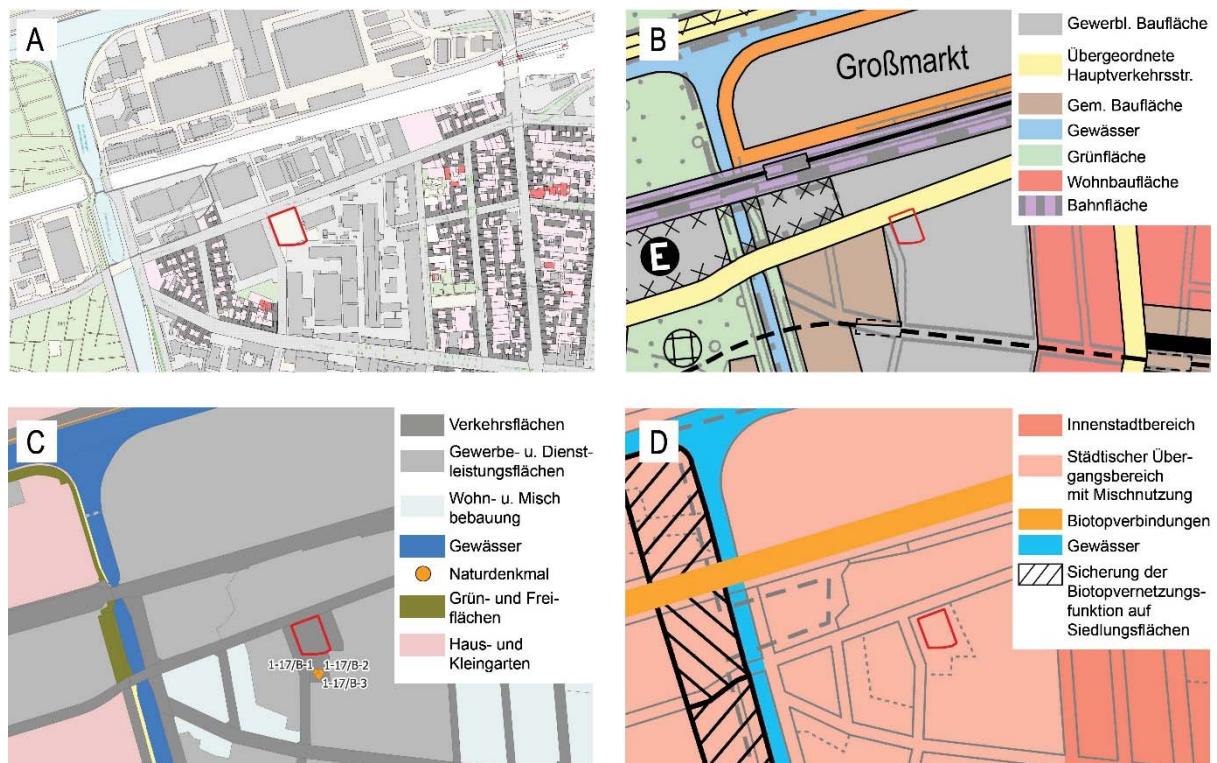 A
B
Großmarkt
E
Gewerbl. Baufläche
Übergeordnete
Hauptverkehrsstr.
Gem. Baufläche
Gewässer
Grünfläche
Wohnbaufläche
Bahnfläche
C
1-17/B-1 1-17/B-2
1-17/B-3
Verkehrsflächen
Gewerbe- u. Dienst-
leistungsflächen
Wohn- u. Misch
bebauung
Gewässer
Naturdenkmal
Grün- und Frei-
flächen
Haus- und
Kleingarten
D
Innenstadtbereich
Städtischer Über-
gangsbereich
mit Mischnutzung
Biotopverbindungen
Gewässer
Sicherung der
Biotopvernetzungs-
funktion auf
Siedlungsflächen